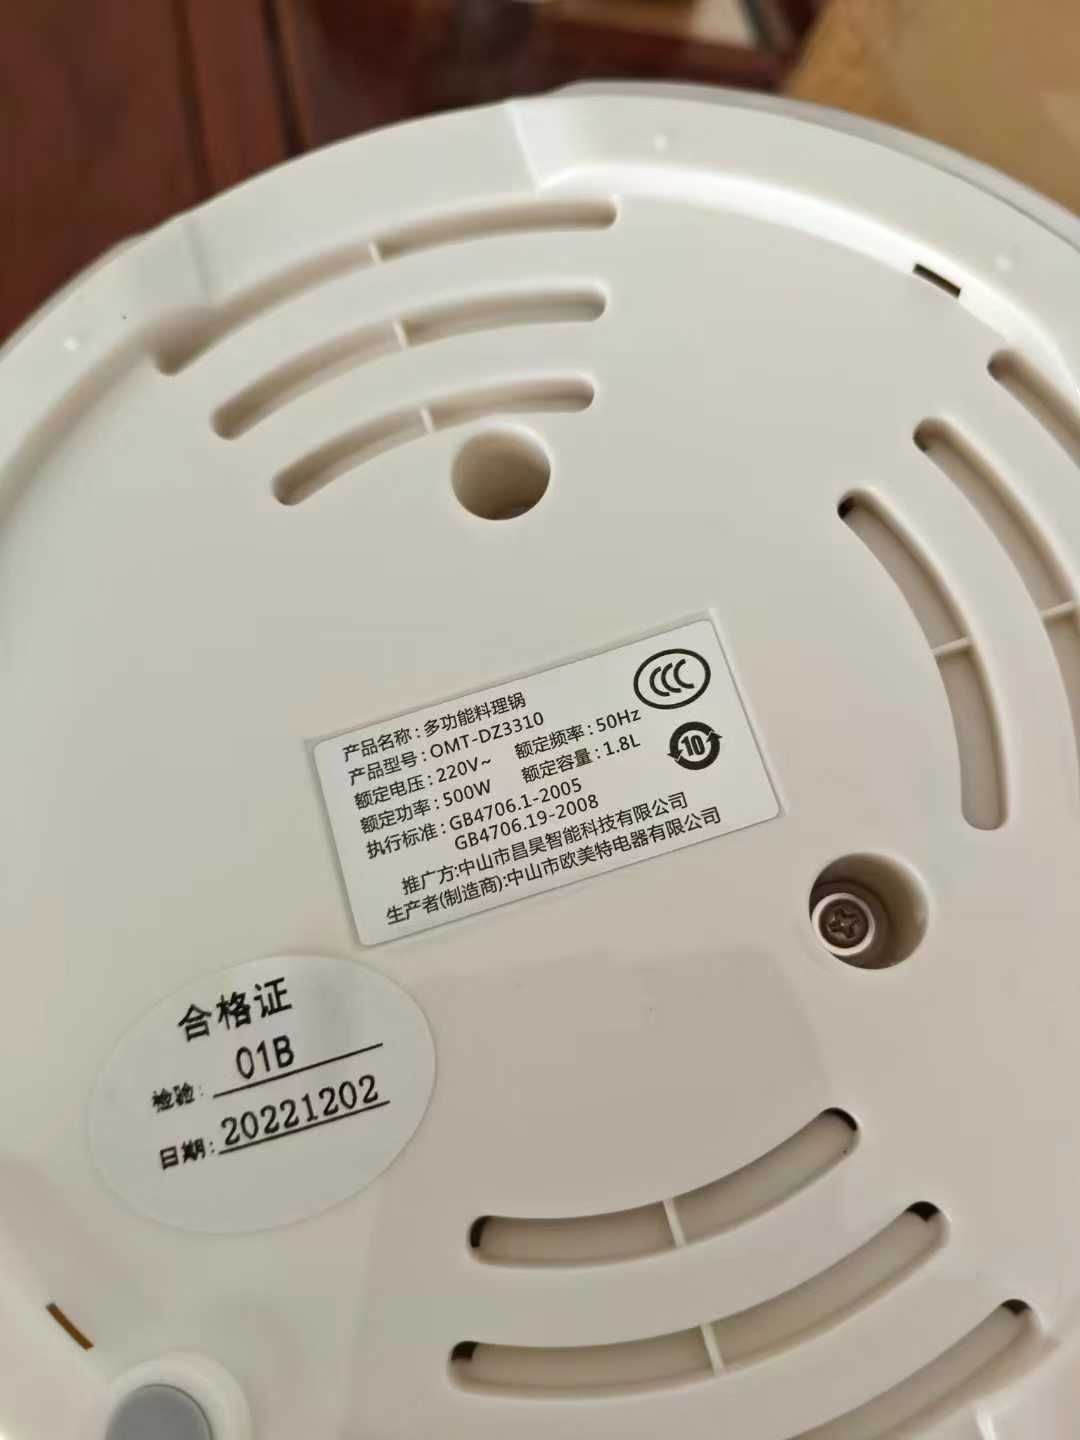 产品名称:多功能料理锅
产品型号:OMT-DZ3310
额定电压:220V~ 额定频率:50Hz
额定功率:500W 额定容量:1.8L
执行标准:GB4706.1-2005
GB4706.19-2008
推广方:中山市昌昊智能科技有限公司
生产者(制造商):中山市欧美特电器有限公司
CCC
10
合格证
检验: 01B
日期: 20221202